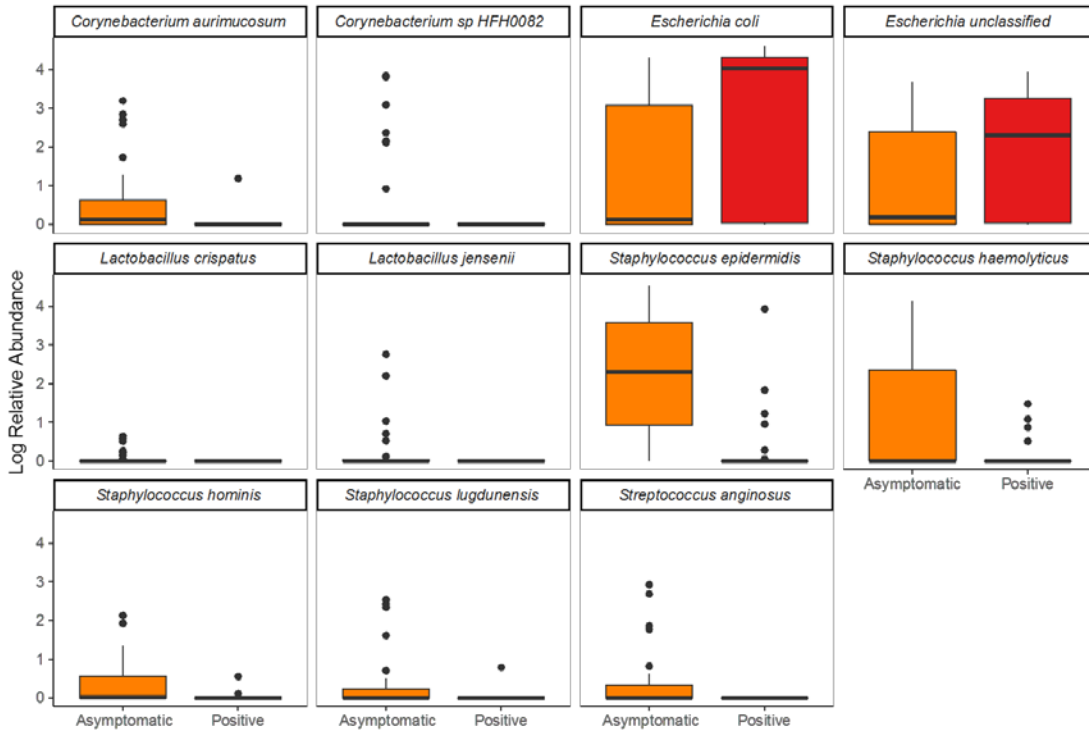 Corynebacterium aurimucosum
Corynebacterium sp HFH0082
Escherichia coli
Escherichia unclassified
4
3
2
1
0
Lactobacillus crispatus
Lactobacillus jensenii
Staphylococcus epidermidis
Staphylococcus haemolyticus
Log Relative Abundance
4
3
2
1
0
Asymptomatic Positive
Staphylococcus hominis
Staphylococcus lugdunensis
Streptococcus anginosus
4
3
2
1
0
Asymptomatic Positive
Asymptomatic Positive
Asymptomatic Positive